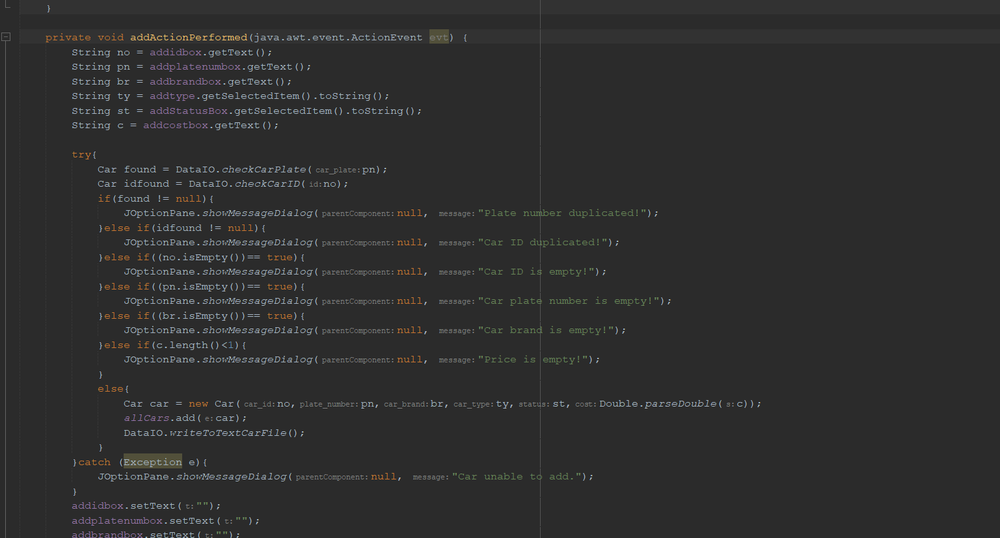 }
private void addActionPerformed(java.awt.event.ActionEvent evt) {
String no = addidbox.getText();
String pn = addplatenumbox.getText();
String br = addbrandbox.getText();
String ty = addtype.getSelectedItem().toString();
String st = addStatusBox.getSelectedItem().toString();
String c = addcostbox.getText();
try{
Car found = DataIO.checkCarPlate( car_plate: pn);
Car idfound = DataIO.checkCarID( id: no);
if(found != null){
JOptionPane.showMessageDialog( parentComponent: null, message: "Plate number duplicated!");
}else if(idfound != null){
JOptionPane.showMessageDialog( parentComponent: null, message: "Car ID duplicated!");
}else if((no.isEmpty())== true){
JOptionPane.showMessageDialog( parentComponent: null, message: "Car ID is empty!");
}else if((pn.isEmpty())== true){
JOptionPane.showMessageDialog( parentComponent: null, message: "Car plate number is empty!");
}else if((br.isEmpty())== true){
JOptionPane.showMessageDialog( parentComponent: null, message: "Car brand is empty!");
}else if(c.length()<1){
JOptionPane.showMessageDialog( parentComponent: null, message: "Price is empty!");
}
else{
Car car = new Car( car_id: no, plate_number: pn, car_brand: br, car_type: ty, status: st, cost: Double.parseDouble( s: c));
allCars.add( e: car);
DataIO.writeToTextCarFile();
}
}catch (Exception e){
JOptionPane.showMessageDialog( parentComponent: null, message: "Car unable to add.");
}
addidbox.setText( t: "");
addplatenumbox.setText( t: "");
addbrandbox.setText( t: "");